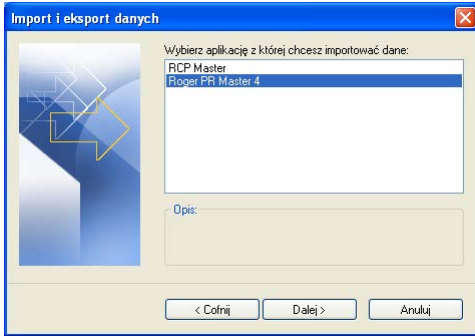 Import i eksport danych
Wybierz aplikację z której chcesz importować dane:
RCP Master
Roger PR Master 4
Opis:
< Cofnij
Dalej >
Anuluj